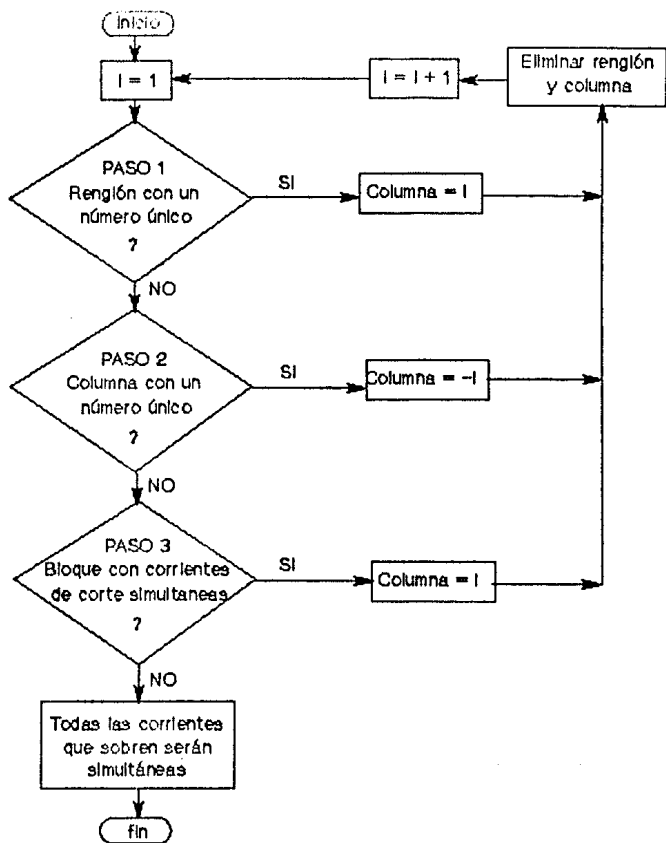 Inicio
I = 1
I = I + 1
Eliminar renglón
y columna
PASO 1
Renglón con un
número único
?
SI
Columna = I
NO
PASO 2
Columna con un
número único
?
SI
Columna = -I
NO
PASO 3
Bloque con corrientes
de corte simultaneas
?
SI
Columna = I
NO
Todas las corrientes
que sobren serán
simultáneas
fin